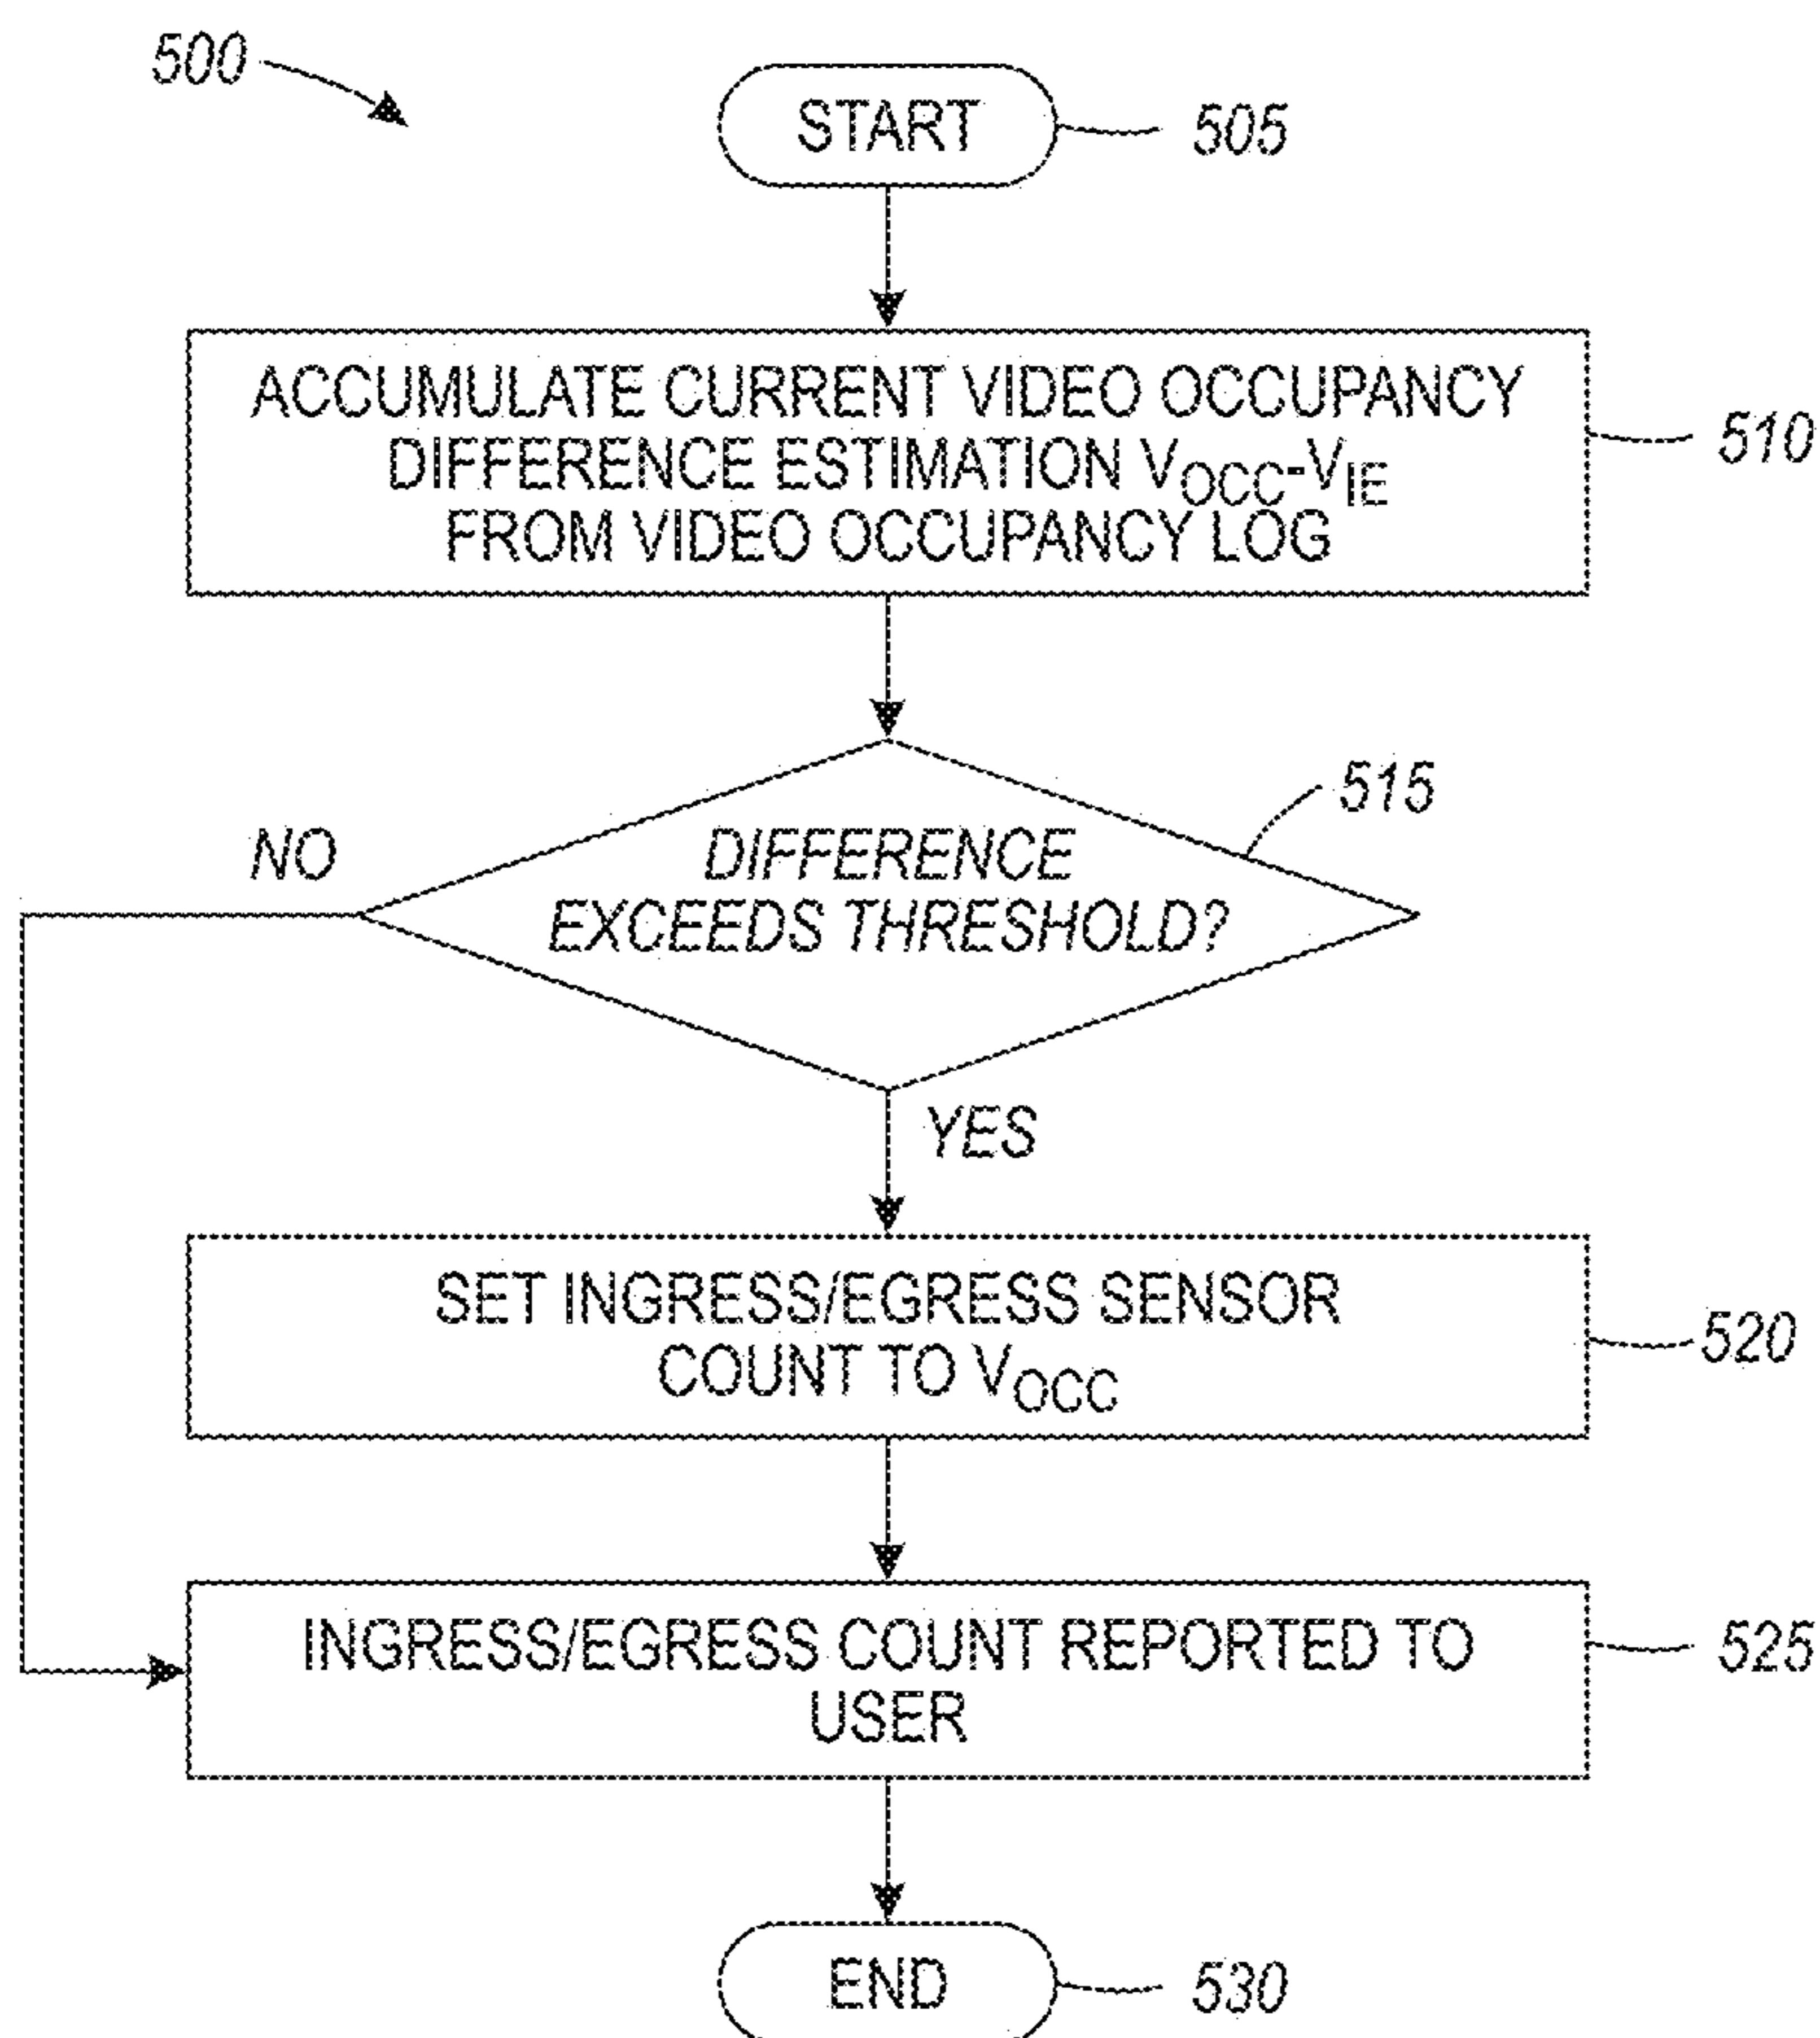 500
START
505
ACCUMULATE CURRENT VIDEO OCCUPANCY
DIFFERENCE ESTIMATION VOCC-VIE
FROM VIDEO OCCUPANCY LOG
510
515
NO
DIFFERENCE
EXCEEDS THRESHOLD?
YES
SET INGRESS/EGRESS SENSOR
COUNT TO VOCC
520
INGRESS/EGRESS COUNT REPORTED TO
USER
525
END
530